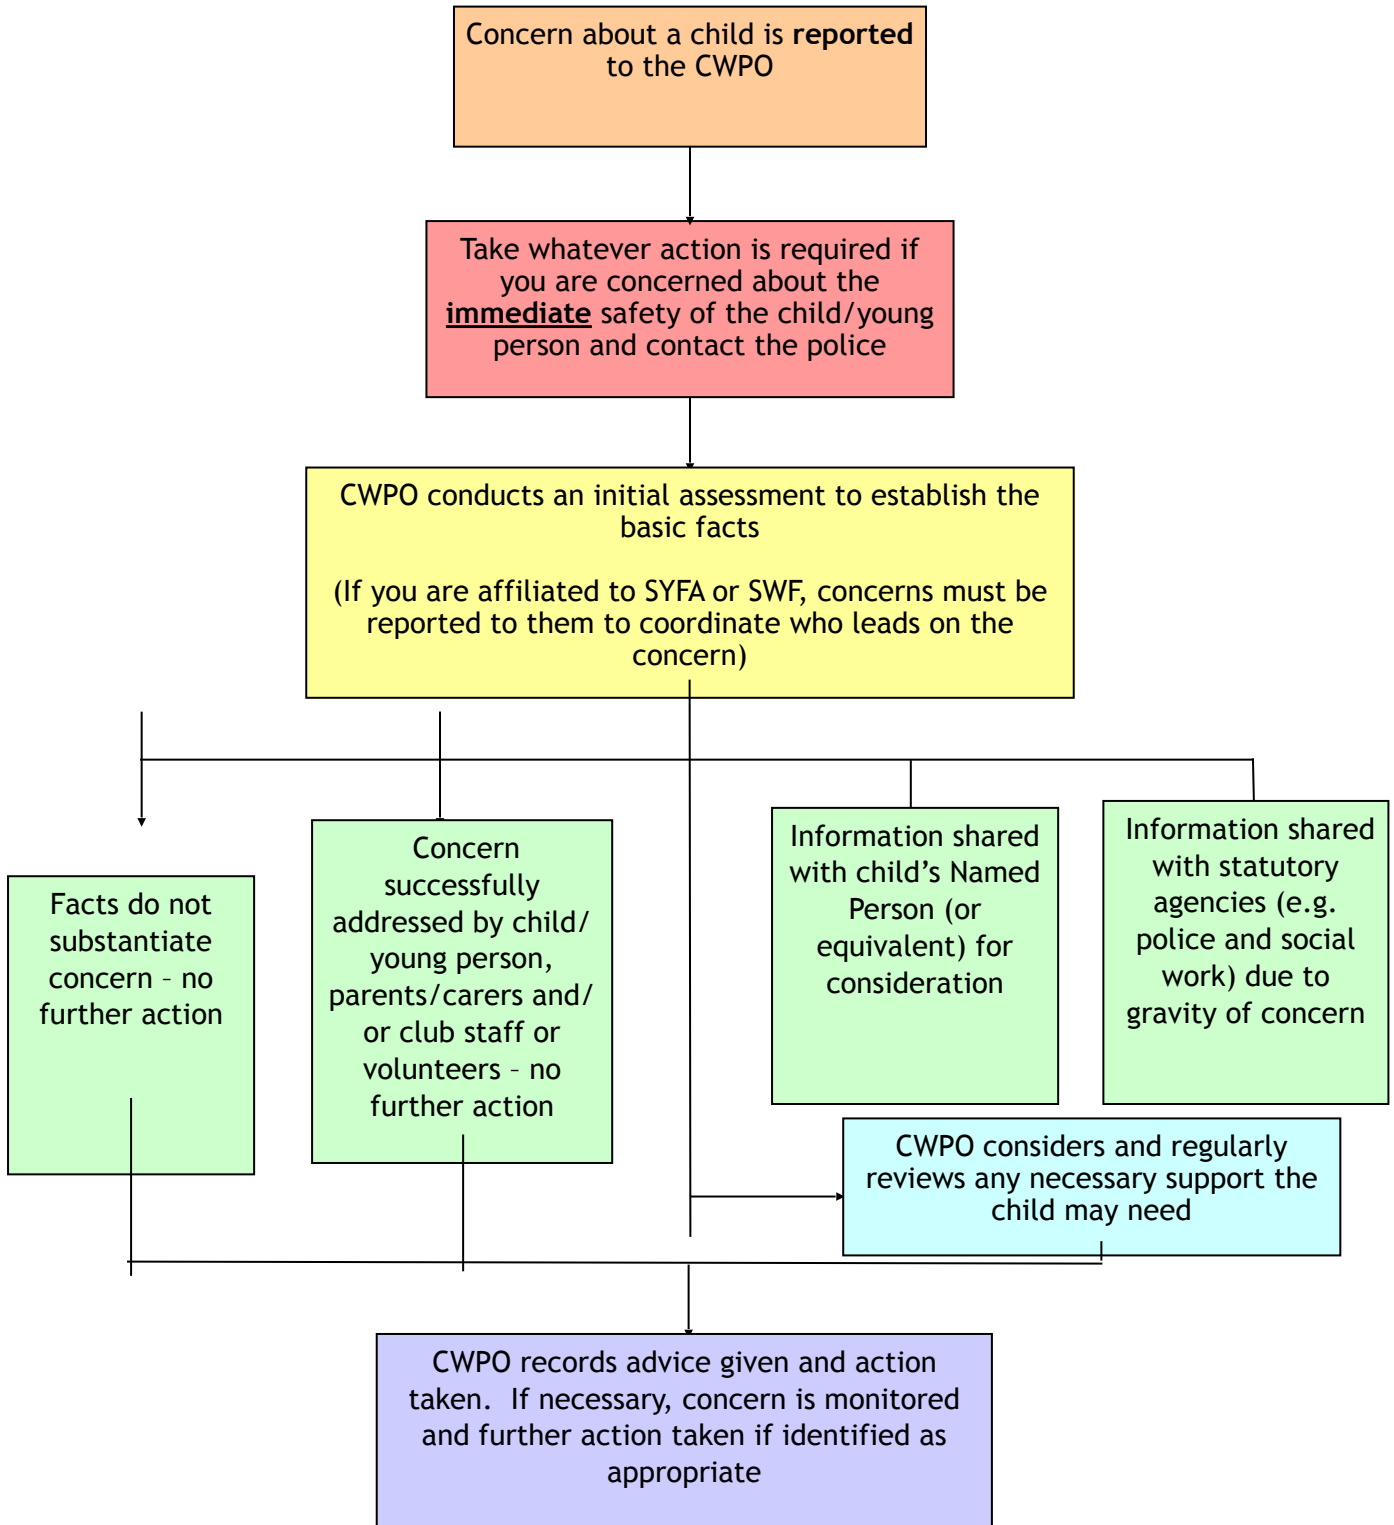 Concern about a child is reported
to the CWPO
Take whatever action is required if
you are concerned about the
immediate safety of the child/young
person and contact the police
CWPO conducts an initial assessment to establish the
basic facts
(If you are affiliated to SYFA or SWF, concerns must be
reported to them to coordinate who leads on the
concern)
Facts do not
substantiate
concern – no
further action
Concern
successfully
addressed by child/
young person,
parents/carers and/
or club staff or
volunteers – no
further action
Information shared
with child’s Named
Person (or
equivalent) for
consideration
Information shared
with statutory
agencies (e.g.
police and social
work) due to
gravity of concern
CWPO considers and regularly
reviews any necessary support the
child may need
CWPO records advice given and action
taken.  If necessary, concern is monitored
and further action taken if identified as
appropriate